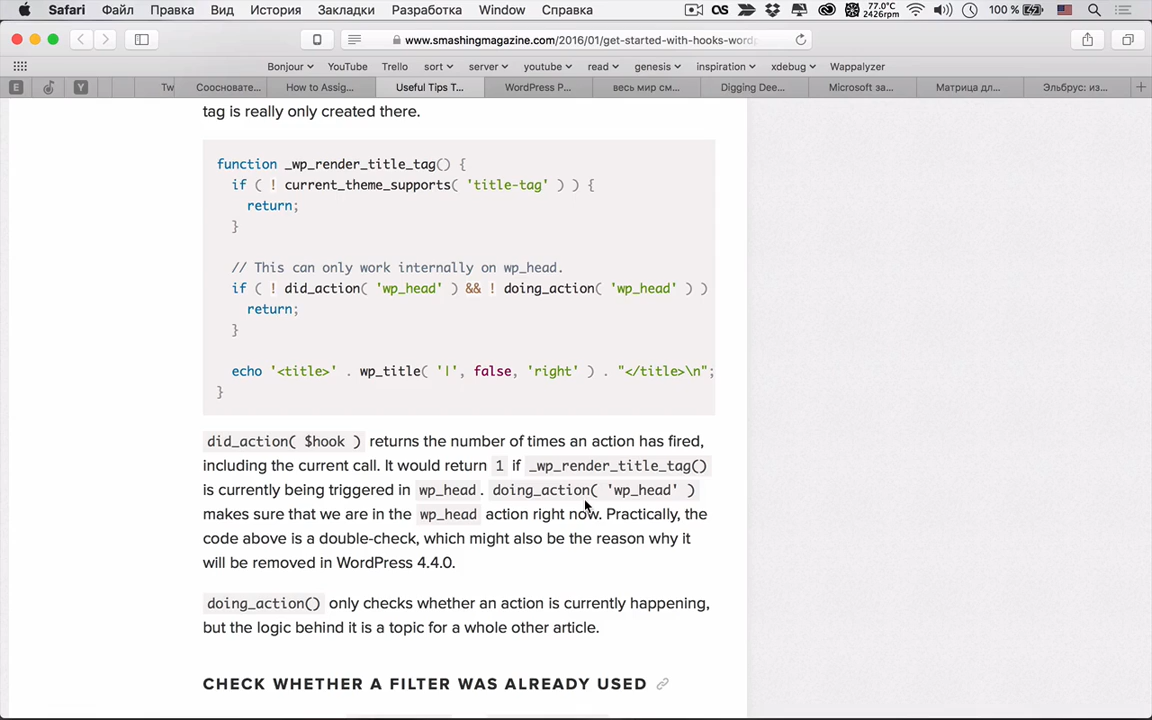 Safari Файл Правка Вид История Закладки Разработка Window Справка 77.0°C 2426rpm 100 %
www.smashingmagazine.com/2016/01/get-started-with-hooks-wordp
Bonjour YouTube Trello sort server youtube read genesis inspiration xdebug Wappalyzer
E Y Tw Соосновате... How to Assig... Useful Tips T... WordPress P... весь мир см... Digging Dee... Microsoft за... Матрица дл... Эльбрус: из...
tag is really only created there.
function _wp_render_title_tag() {
if ( ! current_theme_supports( 'title-tag' ) ) {
return;
}
// This can only work internally on wp_head.
if ( ! did_action( 'wp_head' ) && ! doing_action( 'wp_head' ) )
return;
}
echo '<title>' . wp_title( '|', false, 'right' ) . "</title>\n";
}
did_action( $hook ) returns the number of times an action has fired,
including the current call. It would return 1 if _wp_render_title_tag()
is currently being triggered in wp_head. doing_action( 'wp_head' )
makes sure that we are in the wp_head action right now. Practically, the
code above is a double-check, which might also be the reason why it
will be removed in WordPress 4.4.0.
doing_action() only checks whether an action is currently happening,
but the logic behind it is a topic for a whole other article.
CHECK WHETHER A FILTER WAS ALREADY USED